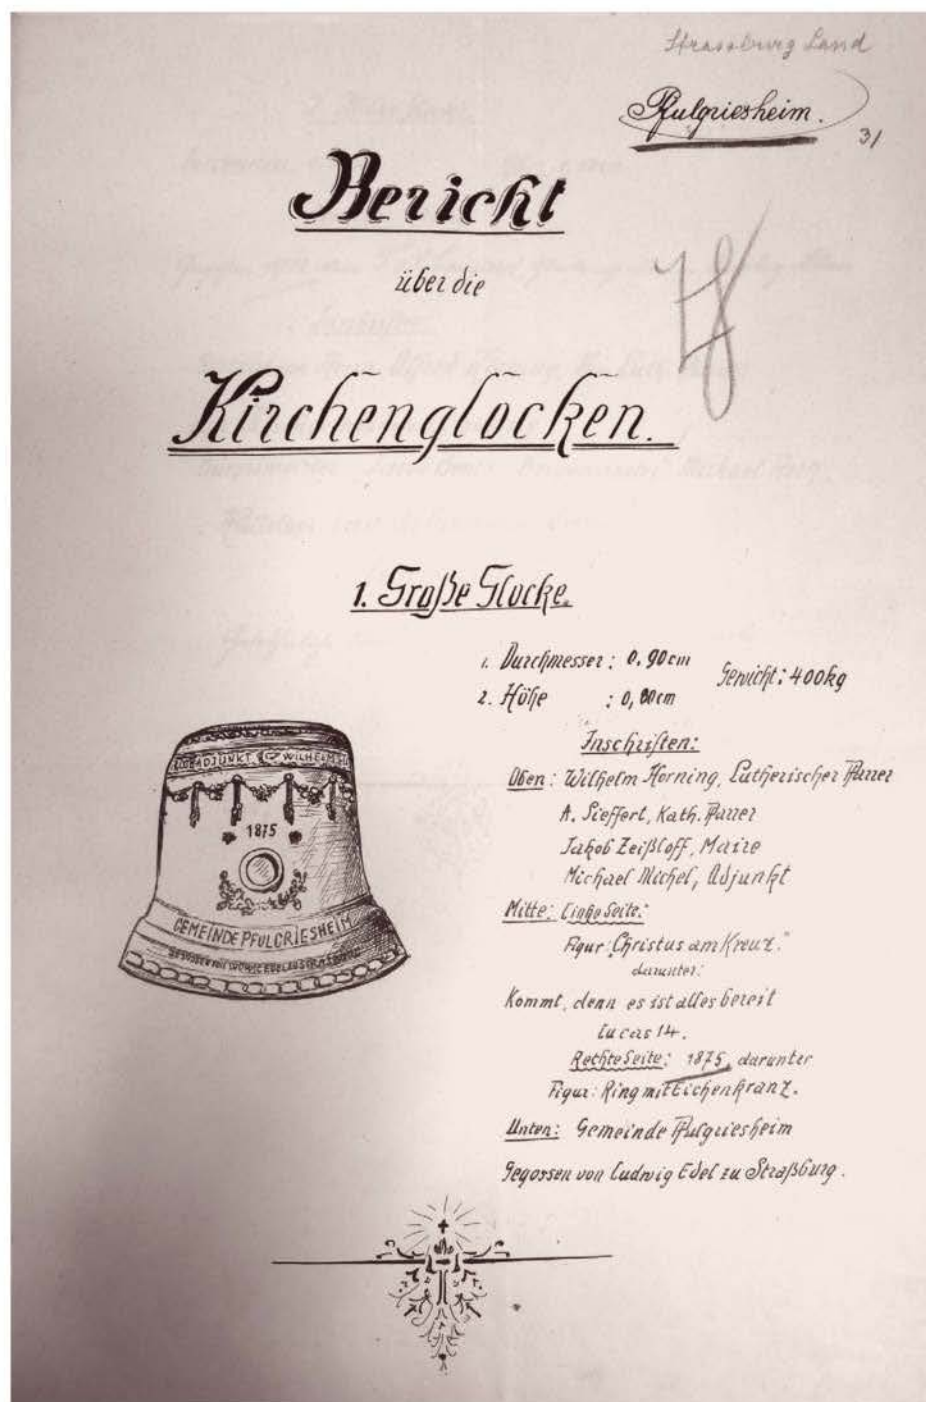 Strassburg Land
Pfulgriesheim.
31
Bericht
über die
Kirchenglocken.
1. Große Glocke.
1. Durchmesser: 0.90cm
Gewicht: 400kg
2. Höhe : 0,80cm
Inschriften:
Oben: Wilhelm Horning, Lutherischer Pfarrer
A. Sieffert, Kath. Pfarrer
Jakob Zeißloff, Maire
Michael Michel, Adjunkt
Mitte: Linke Seite:
Figur „Christus am Kreuz."
darunter:
Kommt, denn es ist alles bereit
Lucas 14.
Rechte Seite: 1875, darunter
Figur: Ring mit Eichenkranz.
Unten: Gemeinde Pfulgriesheim
Gegossen von Ludwig Edel zu Straßburg.
ADJUNKT WILHELM
1875
GEMEINDE PFULGRIESHEIM